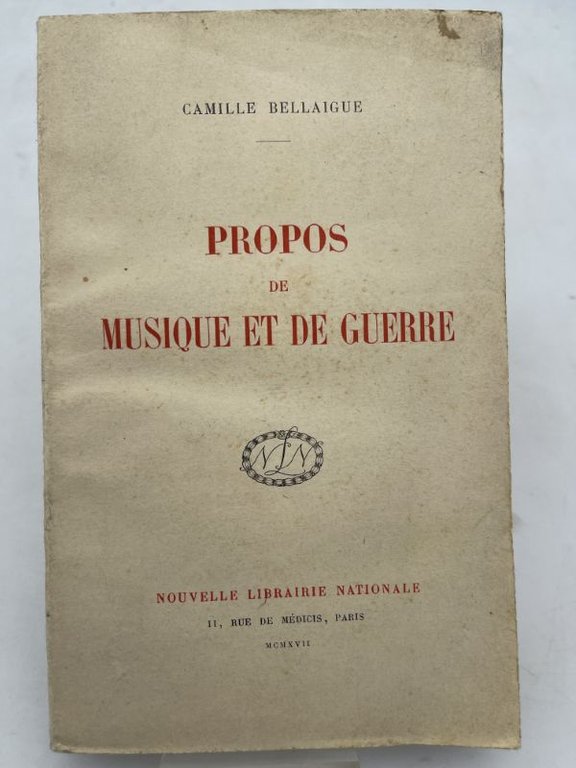 CAMILLE BELLAIGUE
PROPOS
DE
MUSIQUE ET DE GUERRE
NLN
NOUVELLE LIBRAIRIE NATIONALE
11, RUE DE MÉDICIS, PARIS
MCMXVII